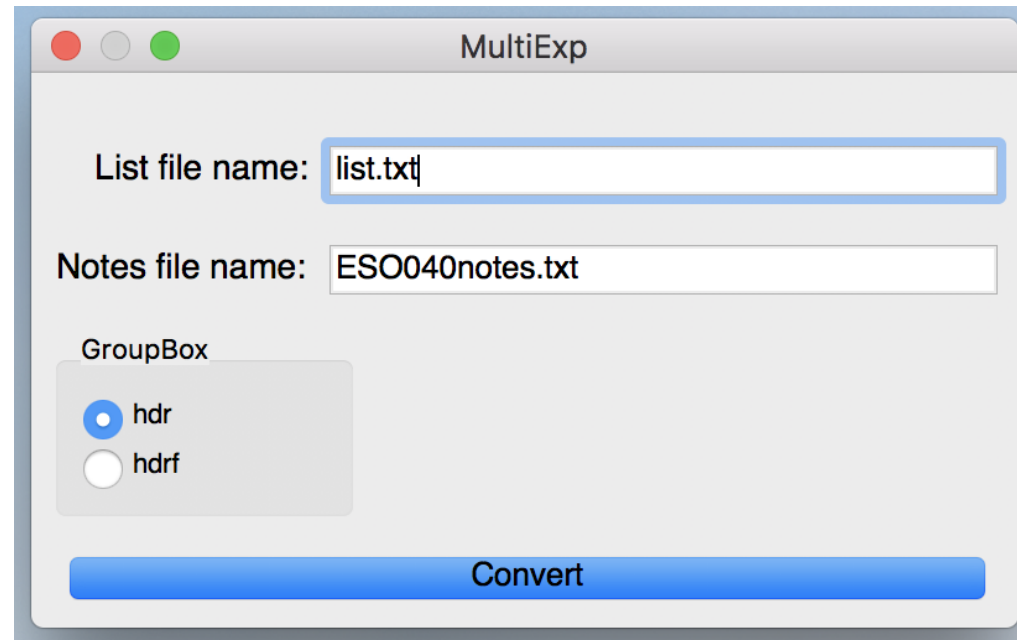 MultiExp
List file name: list.txt
Notes file name: ESO040notes.txt
GroupBox
hdr
hdrf
Convert